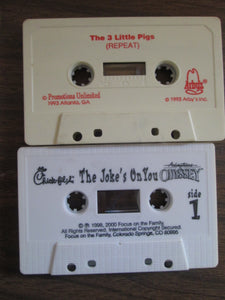 The 3 Little Pigs
(REPEAT)
Arby's
℗ Promotions Unlimited
1993 Atlanta, GA
© 1993 Arby's Inc.
Chick-fil-A
The Joke's On You
Adventures in
ODYSSEY
side
1
℗ 1998, 2000 Focus on the Family.
All Rights Reserved. International Copyright Secured.
Focus on the Family, Colorado Springs, CO 80995